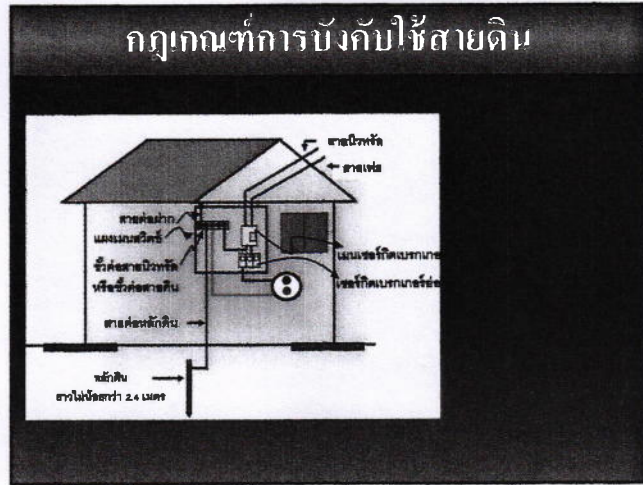 กฎเกณฑ์การบังคับใช้สายดิน
สายนิวทรัล
สายเฟส
สายต่อฝาก
แผงเมนสวิตช์
ขั้วต่อสายนิวทรัล
หรือขั้วต่อสายดิน
เมนเซอร์กิตเบรกเกอร์
เซอร์กิตเบรกเกอร์ย่อย
สายต่อหลักดิน
หลักดิน
ยาวไม่น้อยกว่า 2.4 เมตร